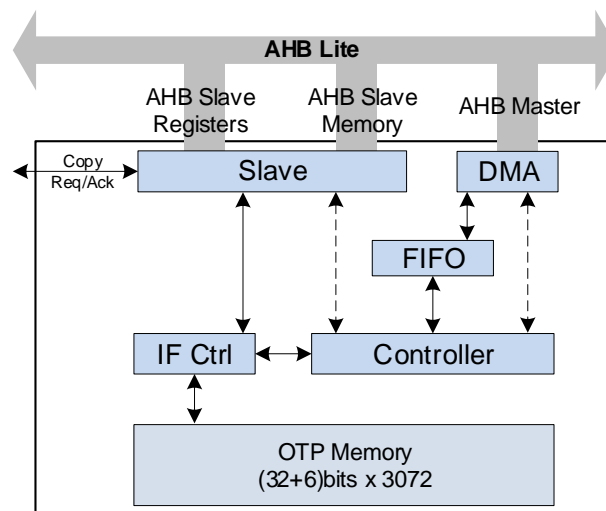 AHB Lite
AHB Slave
Registers
AHB Slave
Memory
AHB Master
Copy
Req/Ack
Slave
DMA
FIFO
IF Ctrl
Controller
OTP Memory
(32+6)bits x 3072